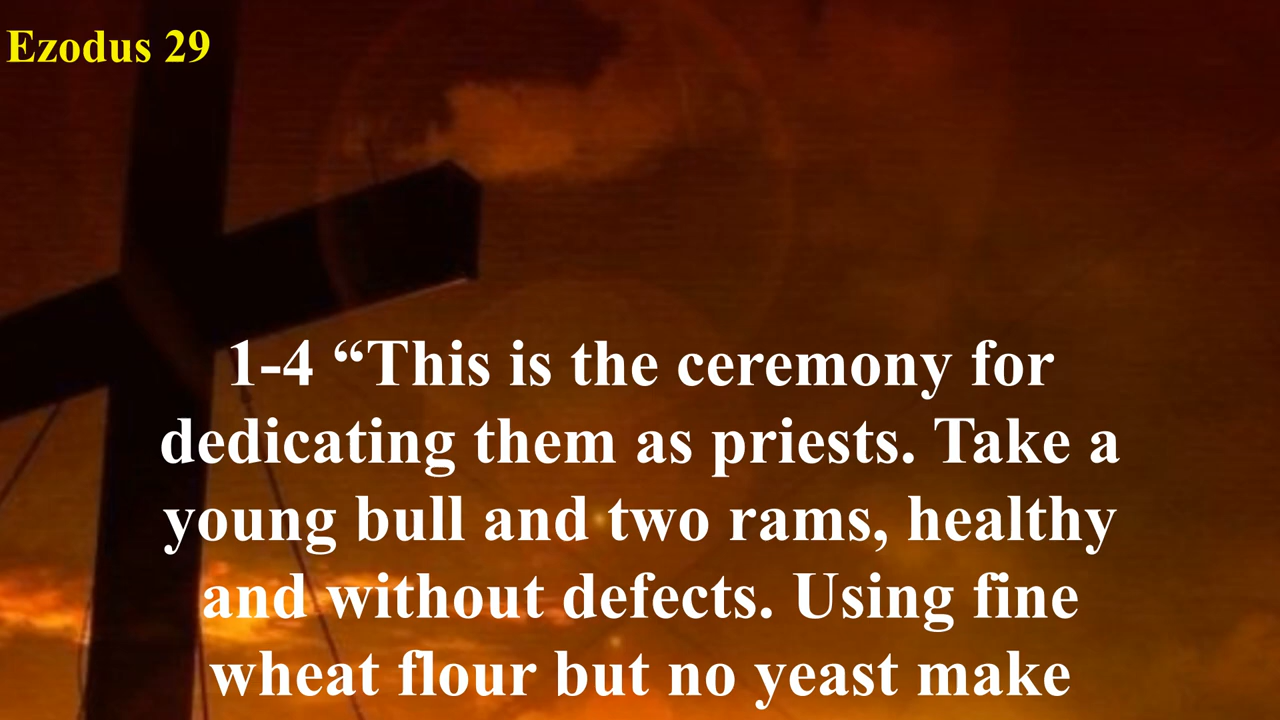 Ezodus 29
1-4 “This is the ceremony for
dedicating them as priests. Take a
young bull and two rams, healthy
and without defects. Using fine
wheat flour but no yeast make